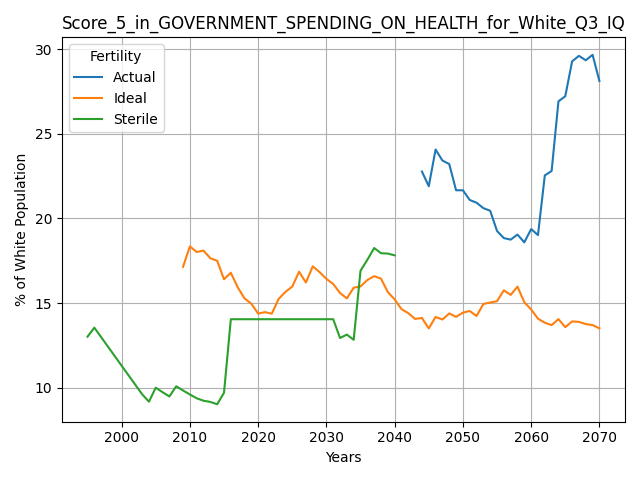 Score_5_in_GOVERNMENT_SPENDING_ON_HEALTH_for_White_Q3_IQ
Fertility
Actual
Ideal
Sterile
% of White Population
30
25
20
15
10
2000 2010 2020 2030 2040 2050 2060 2070
Years